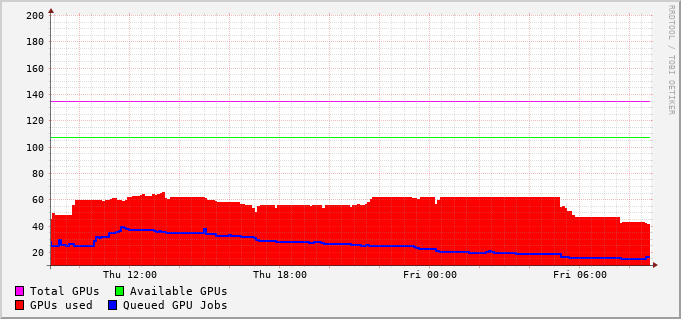 200
180
160
140
120
100
80
60
40
20
Thu 12:00 Thu 18:00 Fri 00:00 Fri 06:00
Total GPUs Available GPUs
GPUs used Queued GPU Jobs
RRDTOOL / TOBI OETIKER